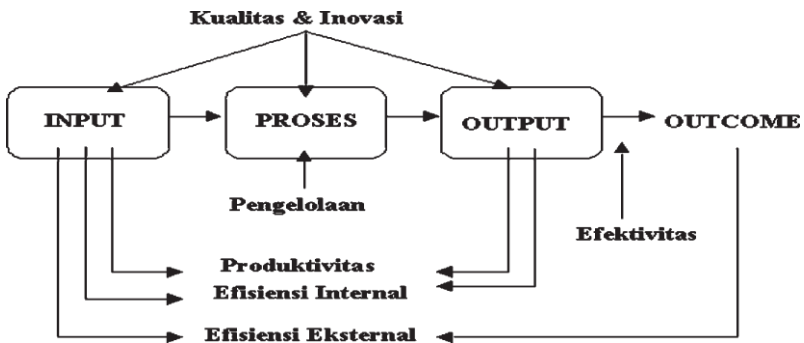 Kualitas & Inovasi
INPUT
PROSES
OUTPUT
OUTCOME
Pengelolaan
Efektivitas
Produktivitas
Efisiensi Internal
Efisiensi Eksternal